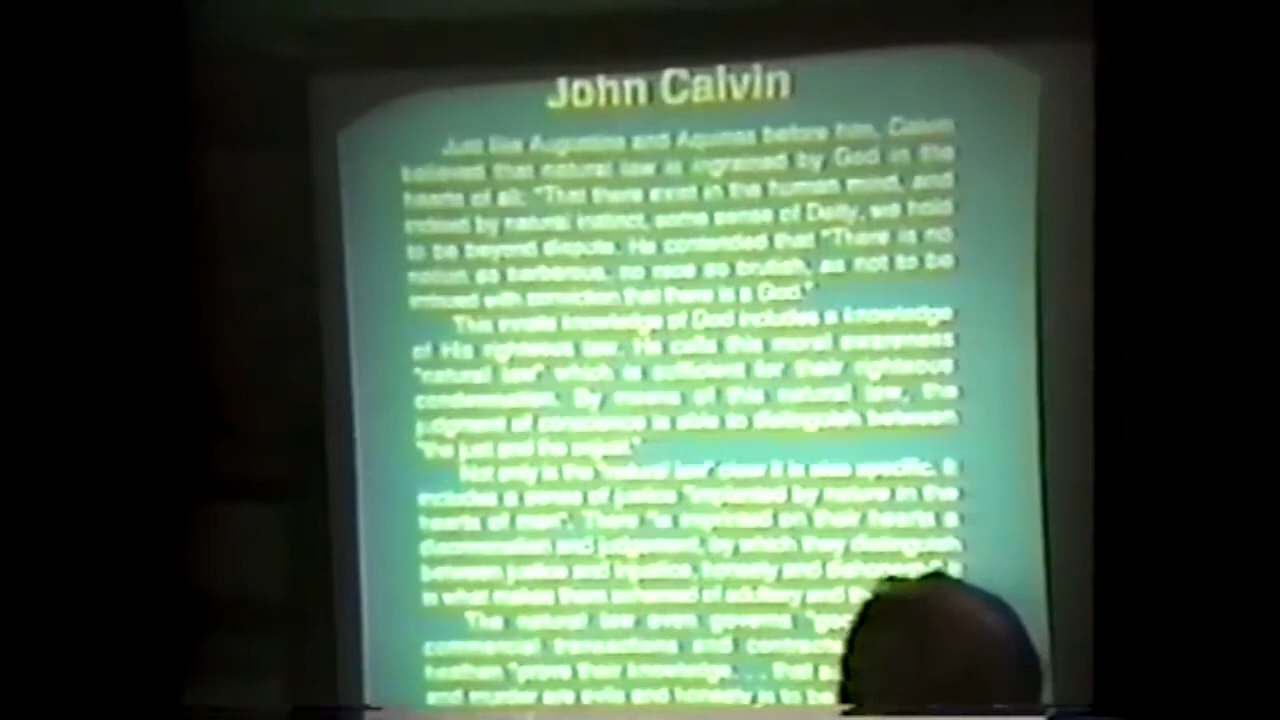 John Calvin
Just like Augustine and Aquinas before him, Calvin
believed that natural law is ingrained by God in the
hearts of all: "That there exist in the human mind, and
indeed by natural instinct, some sense of Deity, we hold
to be beyond dispute. He contended that "There is no
nation so barbarous, no race so brutish, as not to be
imbued with conviction that there is a God."
This innate knowledge of God includes a knowledge
of His righteous law. He calls this moral awareness
"natural law" which is sufficient for their righteous
condemnation. By means of this natural law, the
judgment of conscience is able to distinguish between
"the just and the unjust."
Not only is the "natural law" clear it is also specific. It
includes a sense of justice "implanted by nature in the
hearts of men". There "is imprinted on their hearts a
discrimination and judgment, by which they distinguish
between justice and injustice, honesty and
is what makes them ashamed of adultery and
The natural law even governs
commercial transactions and
heathen "prove their knowledge. . . that
and murder are evils and honesty is to be